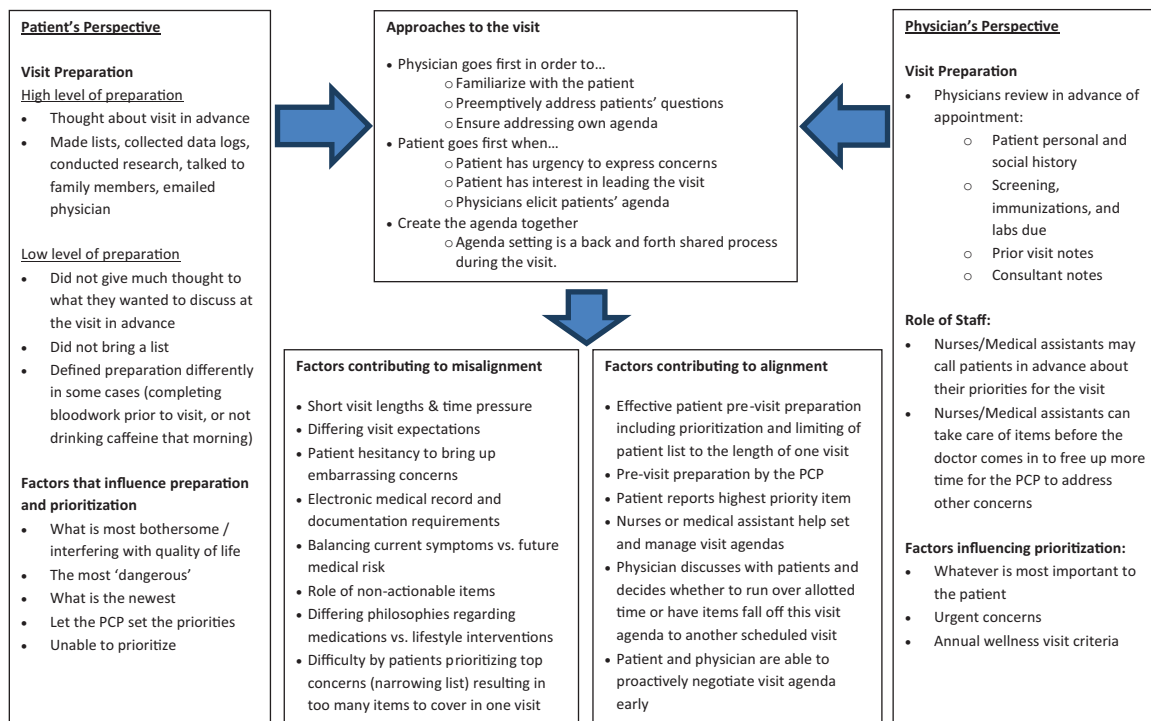 Patient's Perspective
Visit Preparation
High level of preparation
• Thought about visit in advance
• Made lists, collected data logs,
conducted research, talked to
family members, emailed
physician
Low level of preparation
• Did not give much thought to
what they wanted to discuss at
the visit in advance
• Did not bring a list
• Defined preparation differently
in some cases (completing
bloodwork prior to visit, or not
drinking caffeine that morning)
Factors that influence preparation
and prioritization
• What is most bothersome /
interfering with quality of life
• The most 'dangerous'
• What is the newest
• Let the PCP set the priorities
• Unable to prioritize
Approaches to the visit
• Physician goes first in order to...
o Familiarize with the patient
o Preemptively address patients' questions
o Ensure addressing own agenda
• Patient goes first when...
o Patient has urgency to express concerns
o Patient has interest in leading the visit
o Physicians elicit patients' agenda
• Create the agenda together
o Agenda setting is a back and forth shared process
during the visit.
Factors contributing to misalignment
• Short visit lengths & time pressure
• Differing visit expectations
• Patient hesitancy to bring up
embarrassing concerns
• Electronic medical record and
documentation requirements
• Balancing current symptoms vs. future
medical risk
• Role of non-actionable items
• Differing philosophies regarding
medications vs. lifestyle interventions
• Difficulty by patients prioritizing top
concerns (narrowing list) resulting in
too many items to cover in one visit
Factors contributing to alignment
• Effective patient pre-visit preparation
including prioritization and limiting of
patient list to the length of one visit
• Pre-visit preparation by the PCP
• Patient reports highest priority item
• Nurses or medical assistant help set
and manage visit agendas
• Physician discusses with patients and
decides whether to run over allotted
time or have items fall off this visit
agenda to another scheduled visit
• Patient and physician are able to
proactively negotiate visit agenda
early
Physician's Perspective
Visit Preparation
• Physicians review in advance of
appointment:
o Patient personal and
social history
o Screening,
immunizations, and
labs due
o Prior visit notes
o Consultant notes
Role of Staff:
• Nurses/Medical assistants may
call patients in advance about
their priorities for the visit
• Nurses/Medical assistants can
take care of items before the
doctor comes in to free up more
time for the PCP to address
other concerns
Factors influencing prioritization:
• Whatever is most important to
the patient
• Urgent concerns
• Annual wellness visit criteria